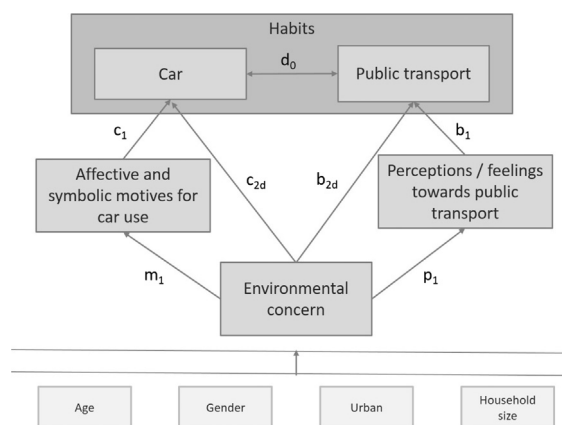 Habits
Car
d0
Public transport
c1
b1
Affective and
symbolic motives for
car use
c2d
b2d
Perceptions / feelings
towards public
transport
m1
Environmental
concern
p1
Age
Gender
Urban
Household
size